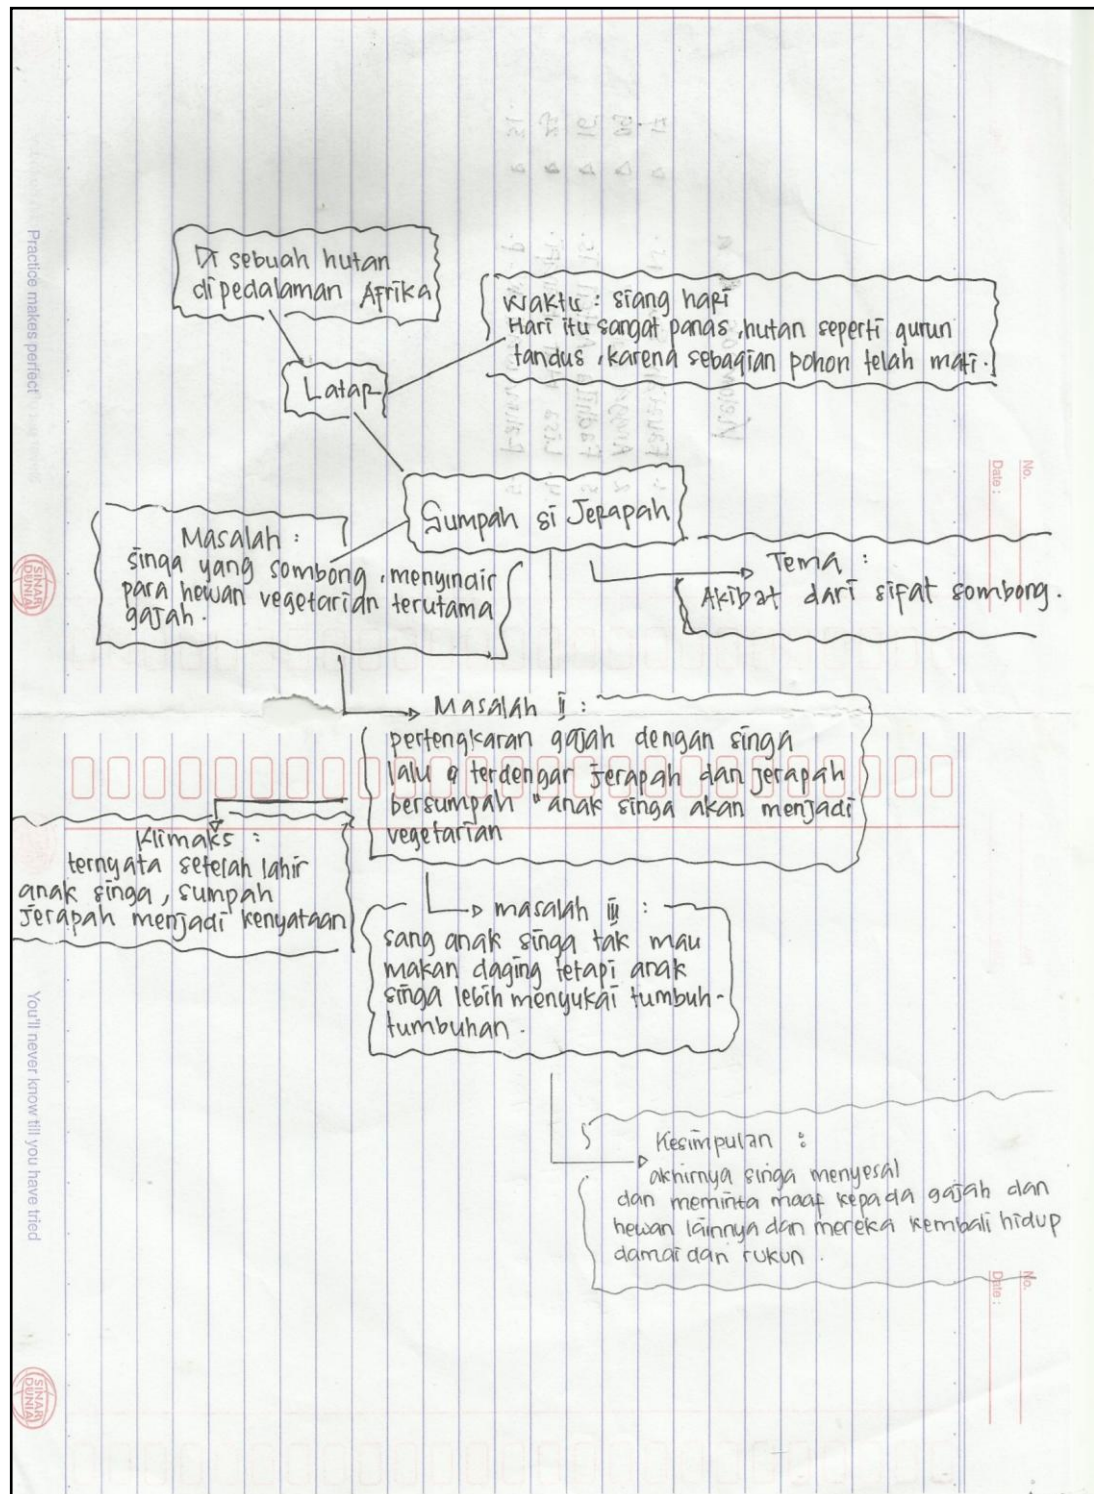 Di sebuah hutan
dipedalaman Afrika
Waktu : siang hari
Hari itu sangat panas, hutan seperti gurun
tandus, karena sebagian pohon telah mati.
Latar
Sumpah si Jerapah
Masalah :
singa yang sombong, menyindir
para hewan vegetarian terutama
gajah.
Tema :
Akibat dari sifat sombong.
Masalah II :
pertengkaran gajah dengan singa
lalu terdengar jerapah dan jerapah
bersumpah "anak singa akan menjadi
vegetarian
Klimaks :
ternyata setelah lahir
anak singa, sumpah
jerapah menjadi kenyataan
masalah III :
sang anak singa tak mau
makan daging tetapi anak
singa lebih menyukai tumbuh-
tumbuhan.
Kesimpulan :
akhirnya singa menyesal
dan meminta maaf kepada gajah dan
hewan lainnya dan mereka kembali hidup
damai dan rukun.
Practice makes perfect
You'll never know till you have tried
No.
Date :
No.
Date :
SINAR
DUNIA
SINAR
DUNIA